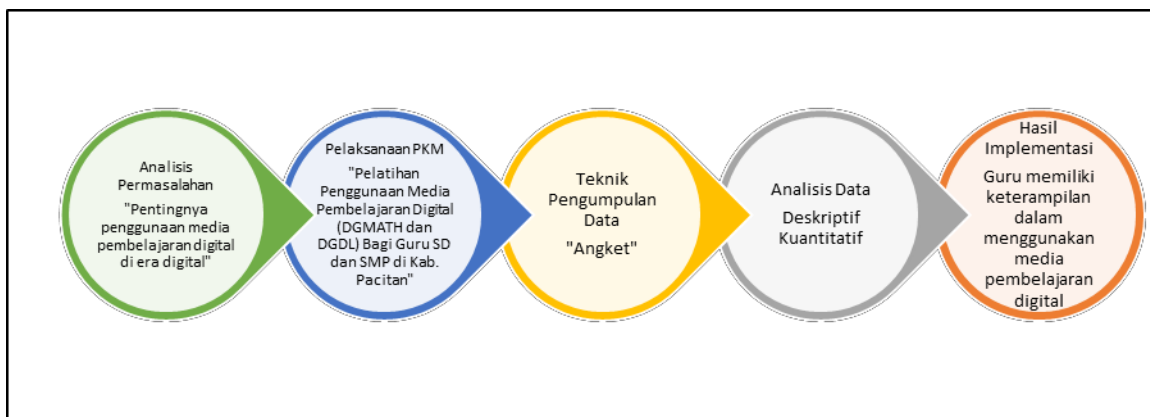 Analisis
Permasalahan
"Pentingnya
penggunaan media
pembelajaran digital
di era digital"
Pelaksanaan PKM
"Pelatihan
Penggunaan Media
Pembelajaran Digital
(DGMATH dan
DGDL) Bagi Guru SD
dan SMP di Kab.
Pacitan"
Teknik
Pengumpulan
Data
"Angket"
Analisis Data
Deskriptif
Kuantitatif
Hasil
Implementasi
Guru memiliki
keterampilan
dalam
menggunakan
media
pembelajaran
digital